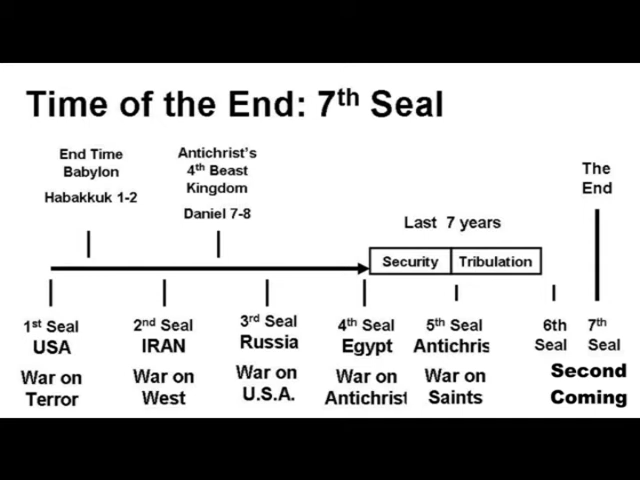 Time of the End: 7th Seal
End Time
Babylon
Habakkuk 1-2
Antichrist's
4th Beast
Kingdom
Daniel 7-8
The
End
Last 7 years
Security
Tribulation
1st Seal
USA
War on
Terror
2nd Seal
IRAN
War on
West
3rd Seal
Russia
War on
U.S.A.
4th Seal
Egypt
War on
Antichrist
5th Seal
Antichris
War on
Saints
6th
Seal
7th
Seal
Second
Coming